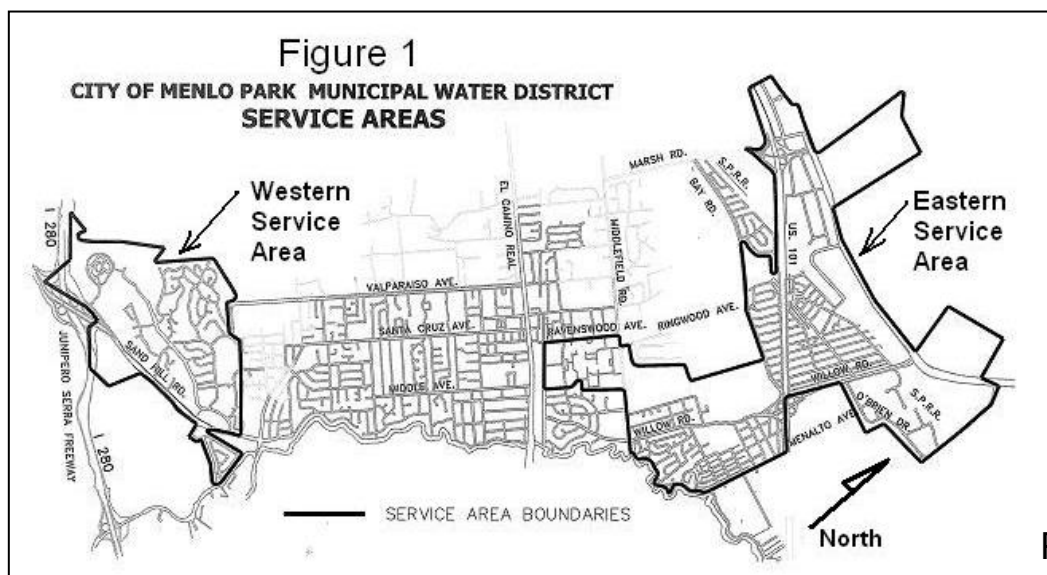 Figure 1
CITY OF MENLO PARK MUNICIPAL WATER DISTRICT
SERVICE AREAS
Western
Service
Area
Eastern
Service
Area
I 280
JUNIPERO SERRA FREEWAY
I 280
SAND HILL RD.
VALPARAISO AVE.
SANTA CRUZ AVE.
MIDDLE AVE.
EL CAMINO REAL
MIDDLEFIELD RD.
RAVENSWOOD AVE.
RINGWOOD AVE.
MARSH RD.
BAY RD.
S.P.R.R.
US 101
WILLOW RD.
WILLOW RD.
MENALTO AVE
O'BRIEN DR.
S.P.R.R.
SERVICE AREA BOUNDARIES
North